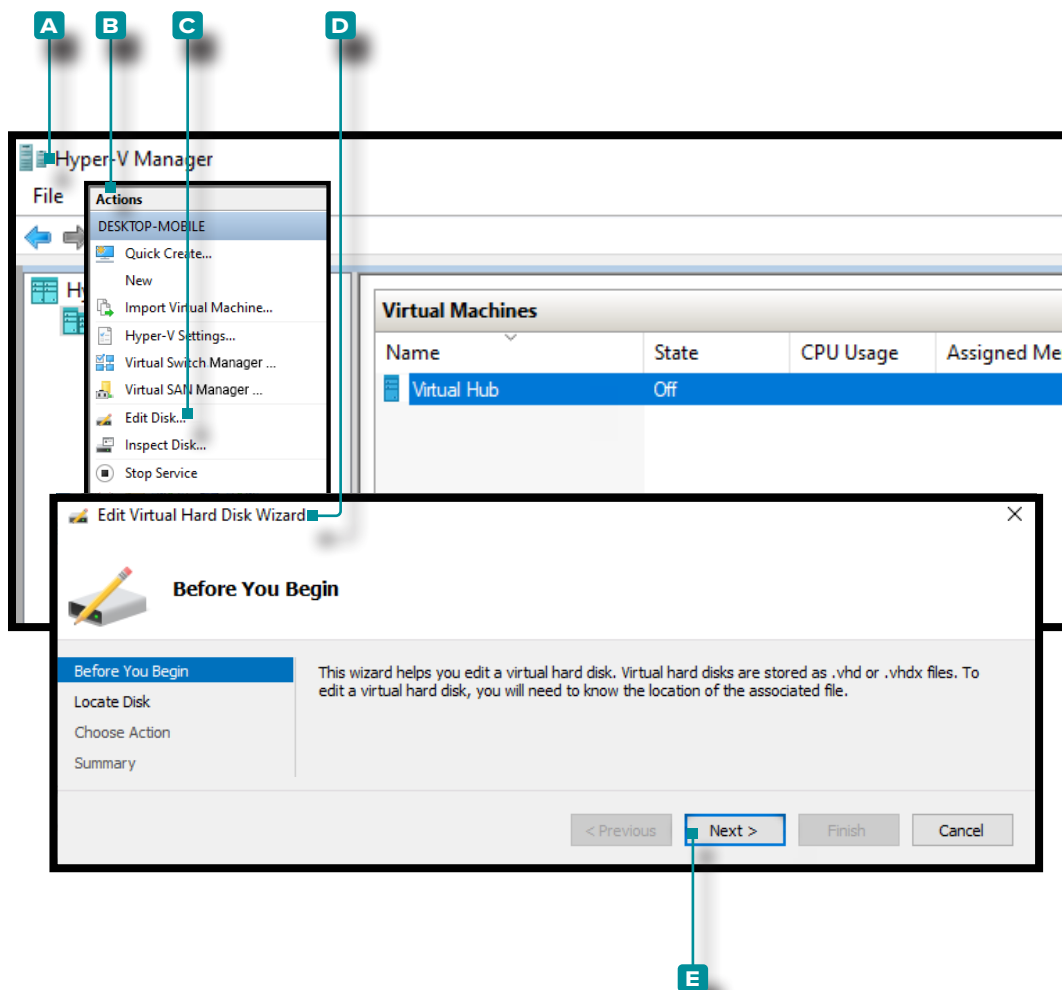 A B C D
Hyper-V Manager
File
Actions
DESKTOP-MOBILE
Quick Create...
New
Import Virtual Machine...
Hyper-V Settings...
Virtual Switch Manager ...
Virtual SAN Manager ...
Edit Disk...
Inspect Disk...
Stop Service
Virtual Machines
Name State CPU Usage Assigned Me
Virtual Hub Off
Edit Virtual Hard Disk Wizard
Before You Begin
Before You Begin
Locate Disk
Choose Action
Summary
This wizard helps you edit a virtual hard disk. Virtual hard disks are stored as .vhd or .vhdx files. To
edit a virtual hard disk, you will need to know the location of the associated file.
< Previous Next > Finish Cancel
E